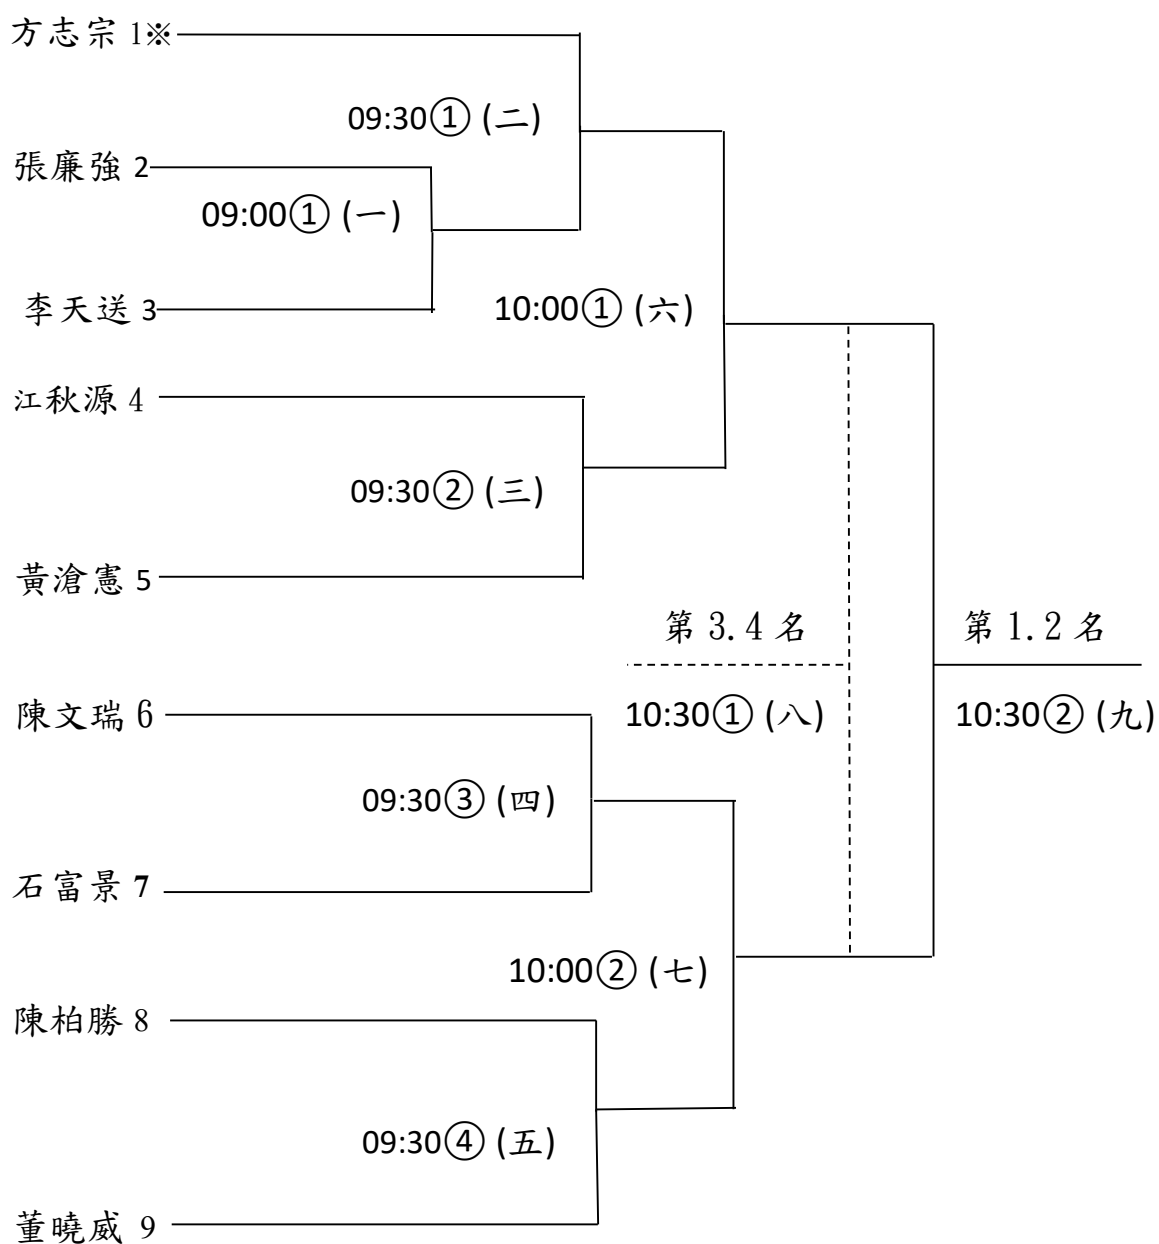 方志宗 1※
09:30① (二)
張廉強 2
09:00① (一)
李天送 3
10:00① (六)
江秋源 4
09:30② (三)
黃滄憲 5
第 3.4 名
第 1.2 名
陳文瑞 6
10:30① (八)
10:30② (九)
09:30③ (四)
石富景 7
10:00② (七)
陳柏勝 8
09:30④ (五)
董曉威 9